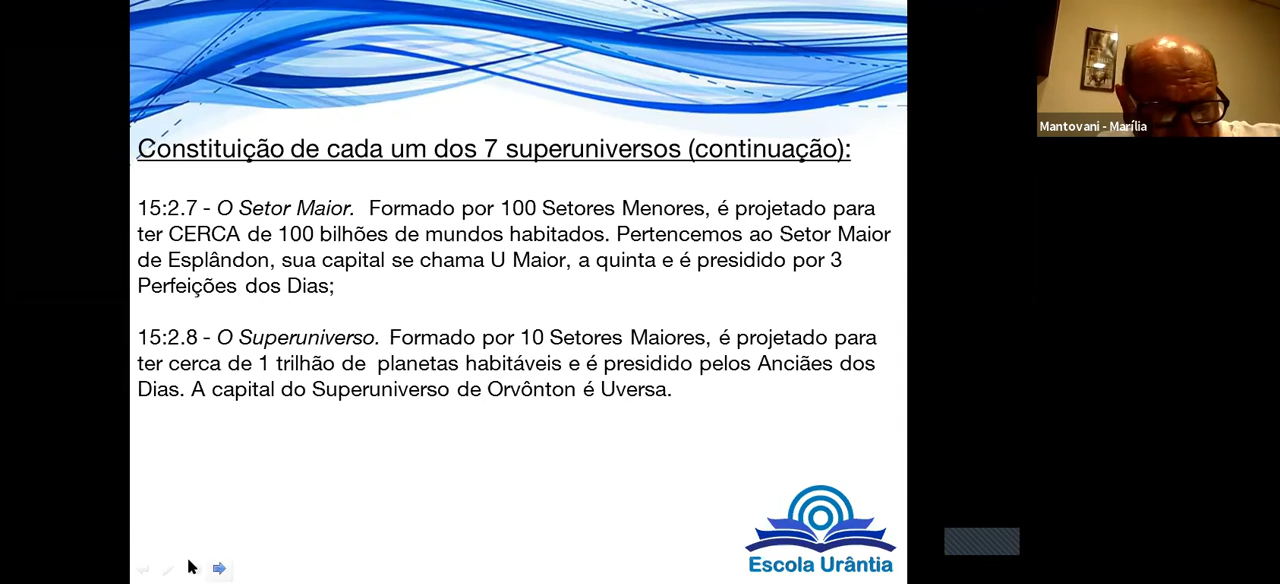 Constituição de cada um dos 7 superuniversos (continuação):
15:2.7 - O Setor Maior. Formado por 100 Setores Menores, é projetado para
ter CERCA de 100 bilhões de mundos habitados. Pertencemos ao Setor Maior
de Esplândon, sua capital se chama U Maior, a quinta e é presidido por 3
Perfeições dos Dias;
15:2.8 - O Superuniverso. Formado por 10 Setores Maiores, é projetado para
ter cerca de 1 trilhão de planetas habitáveis e é presidido pelos Anciães dos
Dias. A capital do Superuniverso de Orvônton é Uversa.
Escola Urântia
Mantovani - Marília